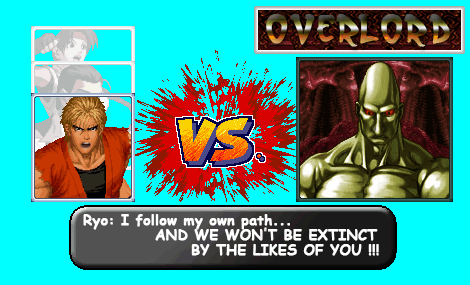 OVERLORD
VS.
Ryo: I follow my own path...
AND WE WON'T BE EXTINCT
BY THE LIKES OF YOU !!!